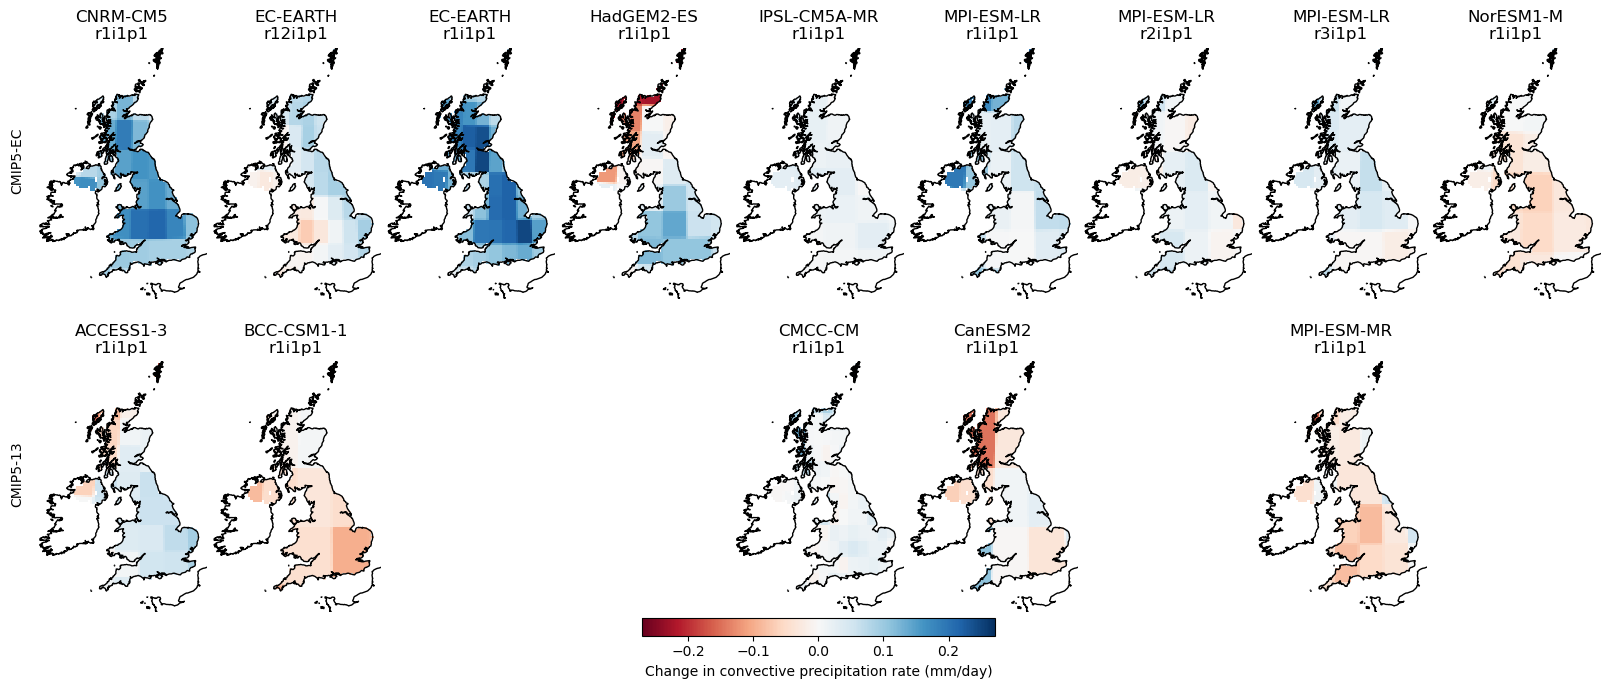 CNRM-CM5
r1i1p1
EC-EARTH
r12i1p1
EC-EARTH
r1i1p1
HadGEM2-ES
r1i1p1
IPSL-CM5A-MR
r1i1p1
MPI-ESM-LR
r1i1p1
MPI-ESM-LR
r2i1p1
MPI-ESM-LR
r3i1p1
NorESM1-M
r1i1p1
CMIP5-EC
ACCESS1-3
r1i1p1
BCC-CSM1-1
r1i1p1
CMCC-CM
r1i1p1
CanESM2
r1i1p1
MPI-ESM-MR
r1i1p1
CMIP5-13
−0.2 −0.1 0.0 0.1 0.2
Change in convective precipitation rate (mm/day)